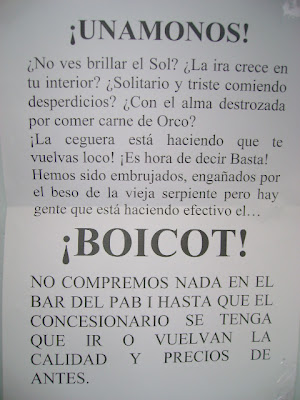 ¡UNAMONOS!
¿No ves brillar el Sol? ¿La ira crece en
tu interior? ¿Solitario y triste comiendo
desperdicios? ¿Con el alma destrozada
por comer carne de Orco?
¡La ceguera está haciendo que te
vuelvas loco! ¡Es hora de decir Basta!
Hemos sido embrujados, engañados por
el beso de la vieja serpiente pero hay
gente que está haciendo efectivo el…
¡BOICOT!
NO COMPREMOS NADA EN EL
BAR DEL PAB I HASTA QUE EL
CONCESIONARIO SE TENGA
QUE IR O VUELVAN LA
CALIDAD Y PRECIOS DE
ANTES.